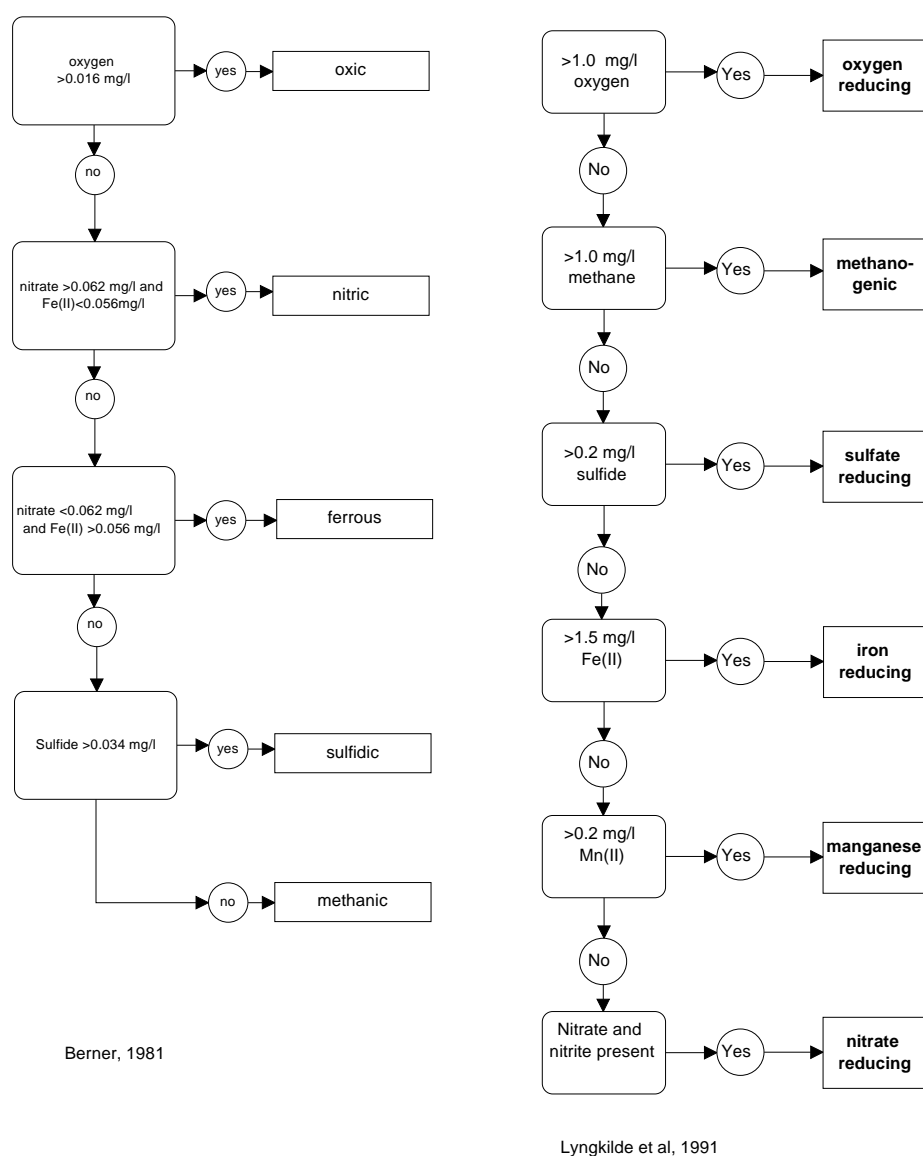 oxygen
>0.016 mg/l
yes
oxic
no
nitrate >0.062 mg/l and
Fe(II)<0.056mg/l
yes
nitric
no
nitrate <0.062 mg/l
and Fe(II) >0.056 mg/l
yes
ferrous
no
Sulfide >0.034 mg/l
yes
sulfidic
no
methanic
Berner, 1981
>1.0 mg/l
oxygen
Yes
oxygen
reducing
No
>1.0 mg/l
methane
Yes
methano-
genic
No
>0.2 mg/l
sulfide
Yes
sulfate
reducing
No
>1.5 mg/l
Fe(II)
Yes
iron
reducing
No
>0.2 mg/l
Mn(II)
Yes
manganese
reducing
No
Nitrate and
nitrite present
Yes
nitrate
reducing
Lyngkilde et al, 1991